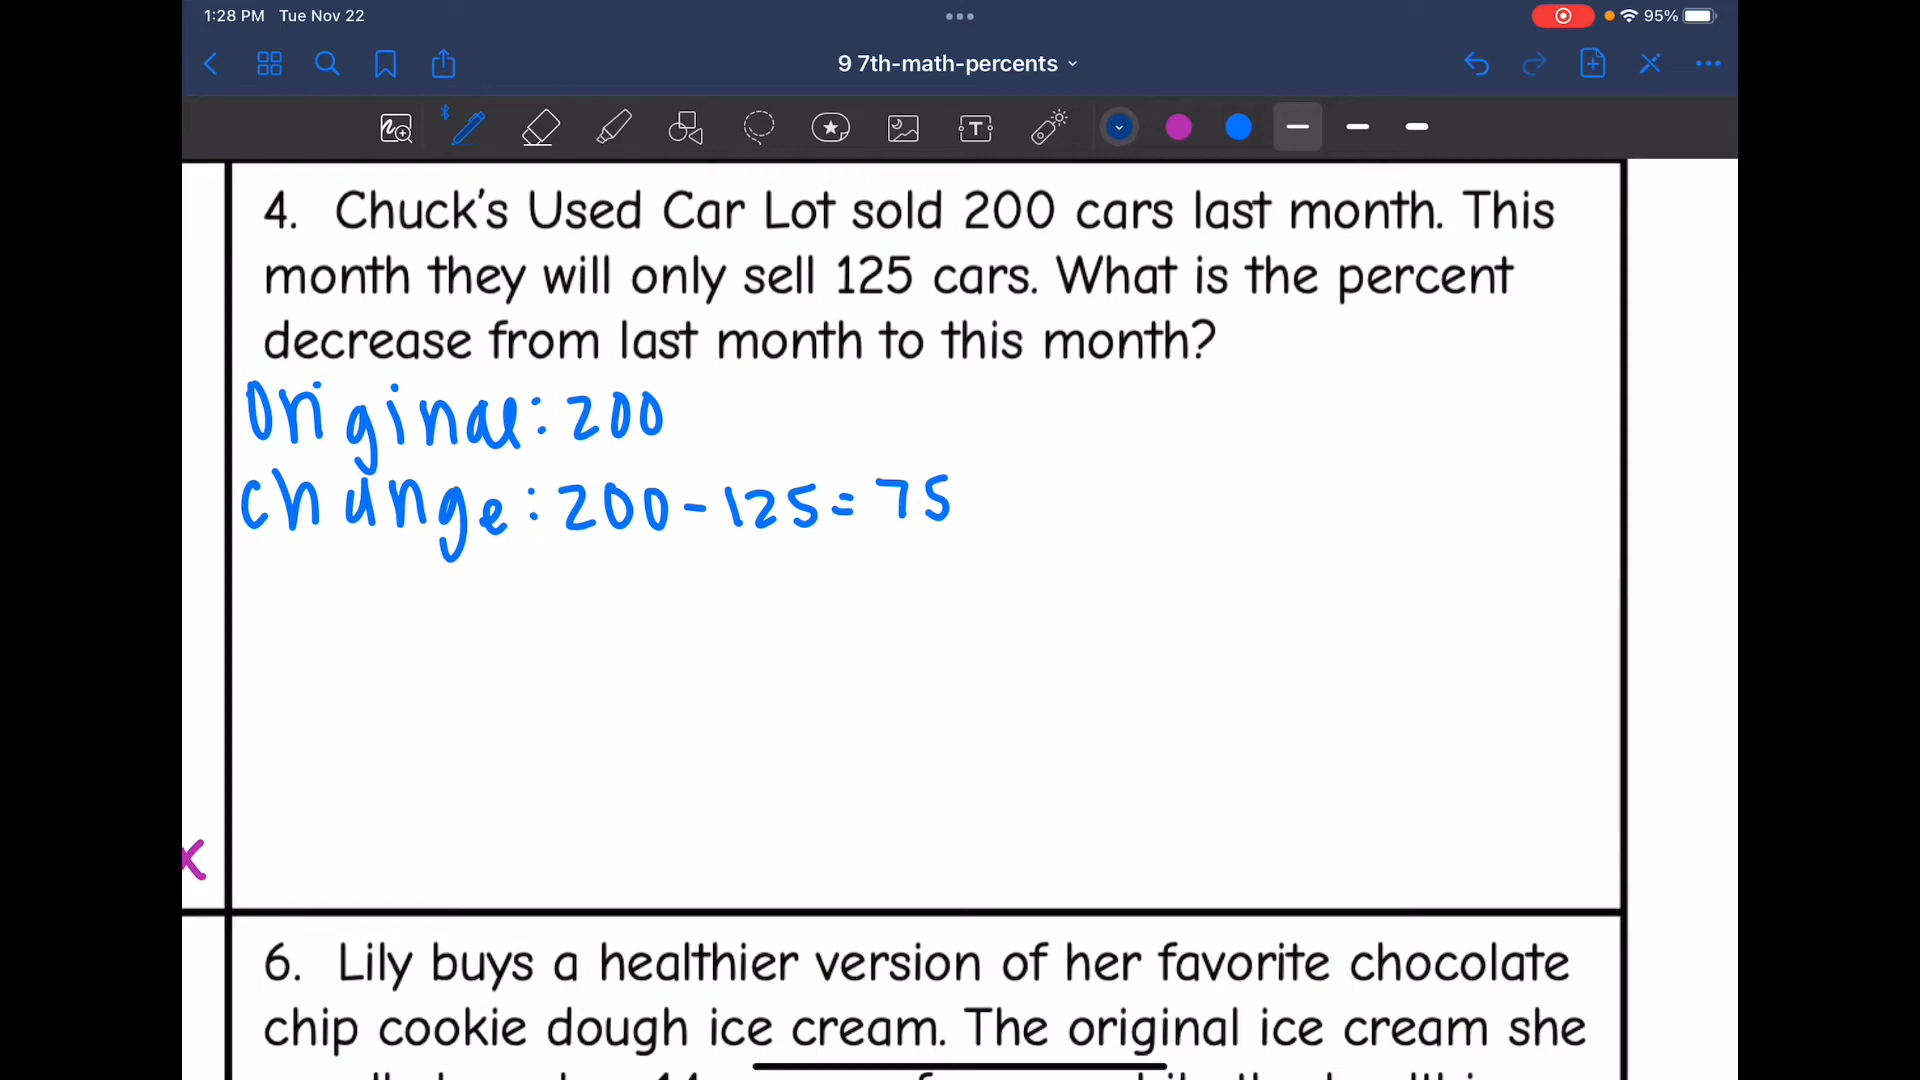 1:28 PM Tue Nov 22
95%
9 7th-math-percents
T
4. Chuck's Used Car Lot sold 200 cars last month. This
month they will only sell 125 cars. What is the percent
decrease from last month to this month?
Original: 200
Change: 200-125=75
x
6. Lily buys a healthier version of her favorite chocolate
chip cookie dough ice cream. The original ice cream she